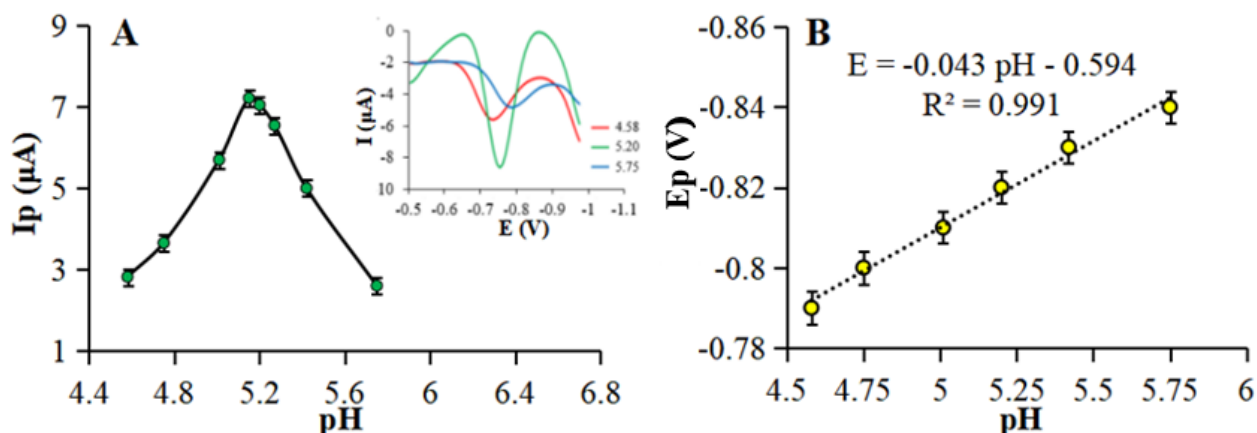 A
Ip (µA)
9
7
5
3
1
4.4 4.8 5.2 5.6 6 6.4 6.8
pH
I (µA)
0
-2
-4
-6
-8
10
-0.5 -0.6 -0.7 -0.8 -0.9 -1 -1.1
E (V)
4.58
5.20
5.75
B
E = -0.043 pH - 0.594
R² = 0.991
Ep (V)
-0.86
-0.84
-0.82
-0.8
-0.78
4.5 4.75 5 5.25 5.5 5.75 6
pH